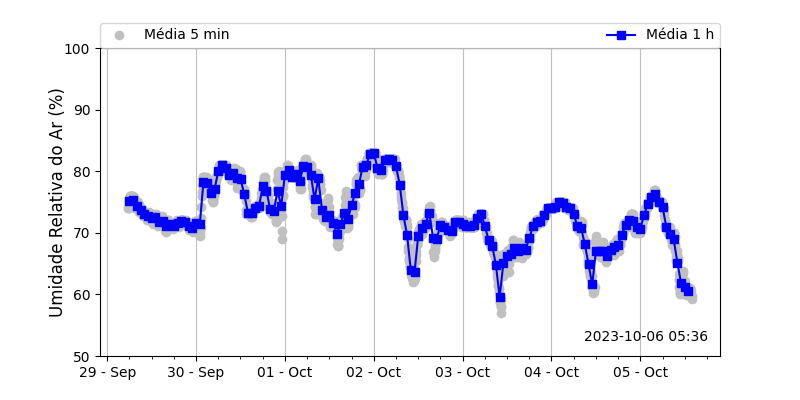 Média 5 min
Média 1 h
Umidade Relativa do Ar (%)
100
90
80
70
60
50
2023-10-06 05:36
29 - Sep
30 - Sep
01 - Oct
02 - Oct
03 - Oct
04 - Oct
05 - Oct